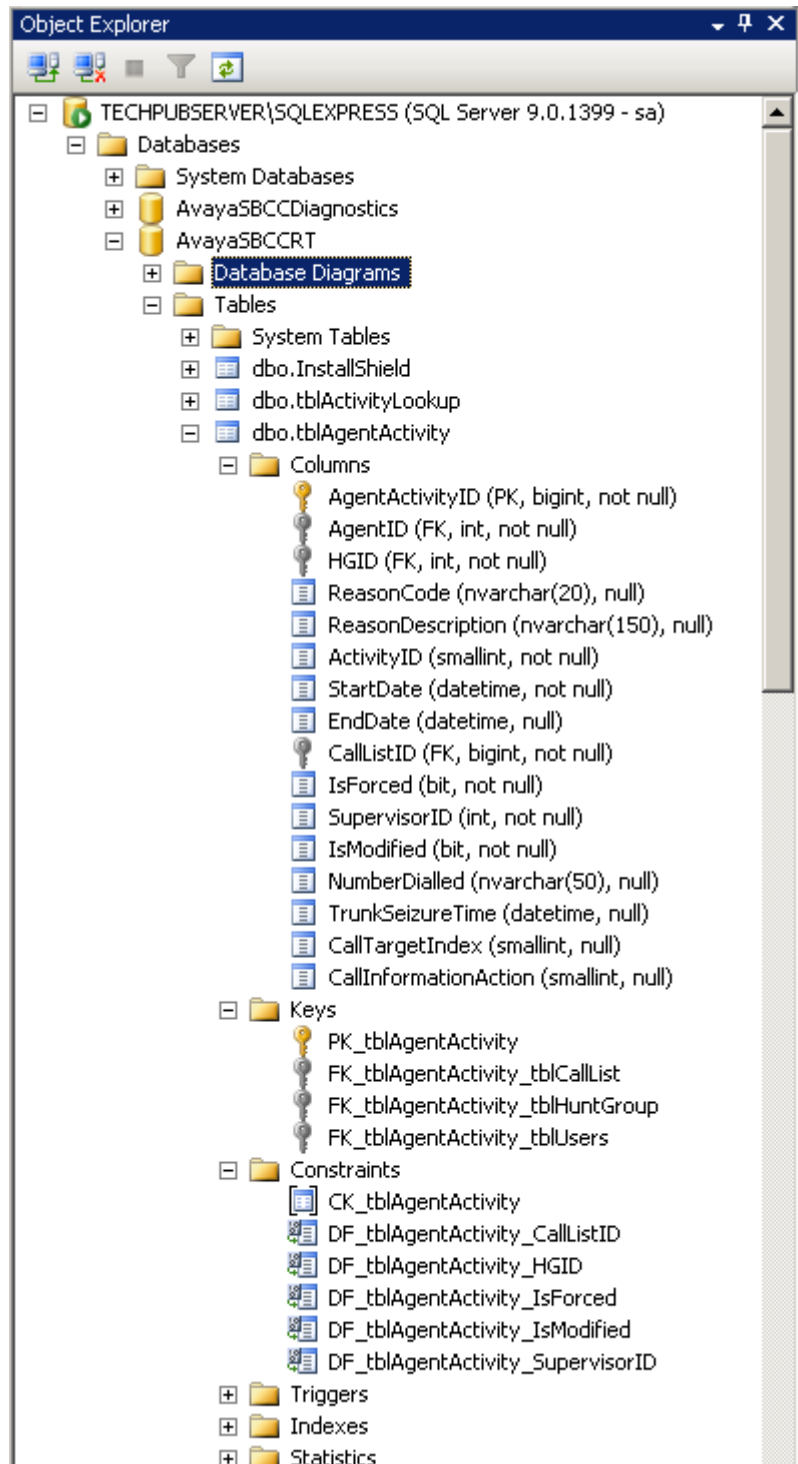 Object Explorer
TECHPUBSERVER\SQLEXPRESS (SQL Server 9.0.1399 - sa)
Databases
System Databases
AvayaSBCCDiagnostics
AvayaSBCCRT
Database Diagrams
Tables
System Tables
dbo.InstallShield
dbo.tblActivityLookup
dbo.tblAgentActivity
Columns
AgentActivityID (PK, bigint, not null)
AgentID (FK, int, not null)
HGID (FK, int, not null)
ReasonCode (nvarchar(20), null)
ReasonDescription (nvarchar(150), null)
ActivityID (smallint, not null)
StartDate (datetime, not null)
EndDate (datetime, null)
CallListID (FK, bigint, not null)
IsForced (bit, not null)
SupervisorID (int, not null)
IsModified (bit, not null)
NumberDialled (nvarchar(50), null)
TrunkSeizureTime (datetime, null)
CallTargetIndex (smallint, null)
CallInformationAction (smallint, null)
Keys
PK_tblAgentActivity
FK_tblAgentActivity_tblCallList
FK_tblAgentActivity_tblHuntGroup
FK_tblAgentActivity_tblUsers
Constraints
CK_tblAgentActivity
DF_tblAgentActivity_CallListID
DF_tblAgentActivity_HGID
DF_tblAgentActivity_IsForced
DF_tblAgentActivity_IsModified
DF_tblAgentActivity_SupervisorID
Triggers
Indexes
Statistics